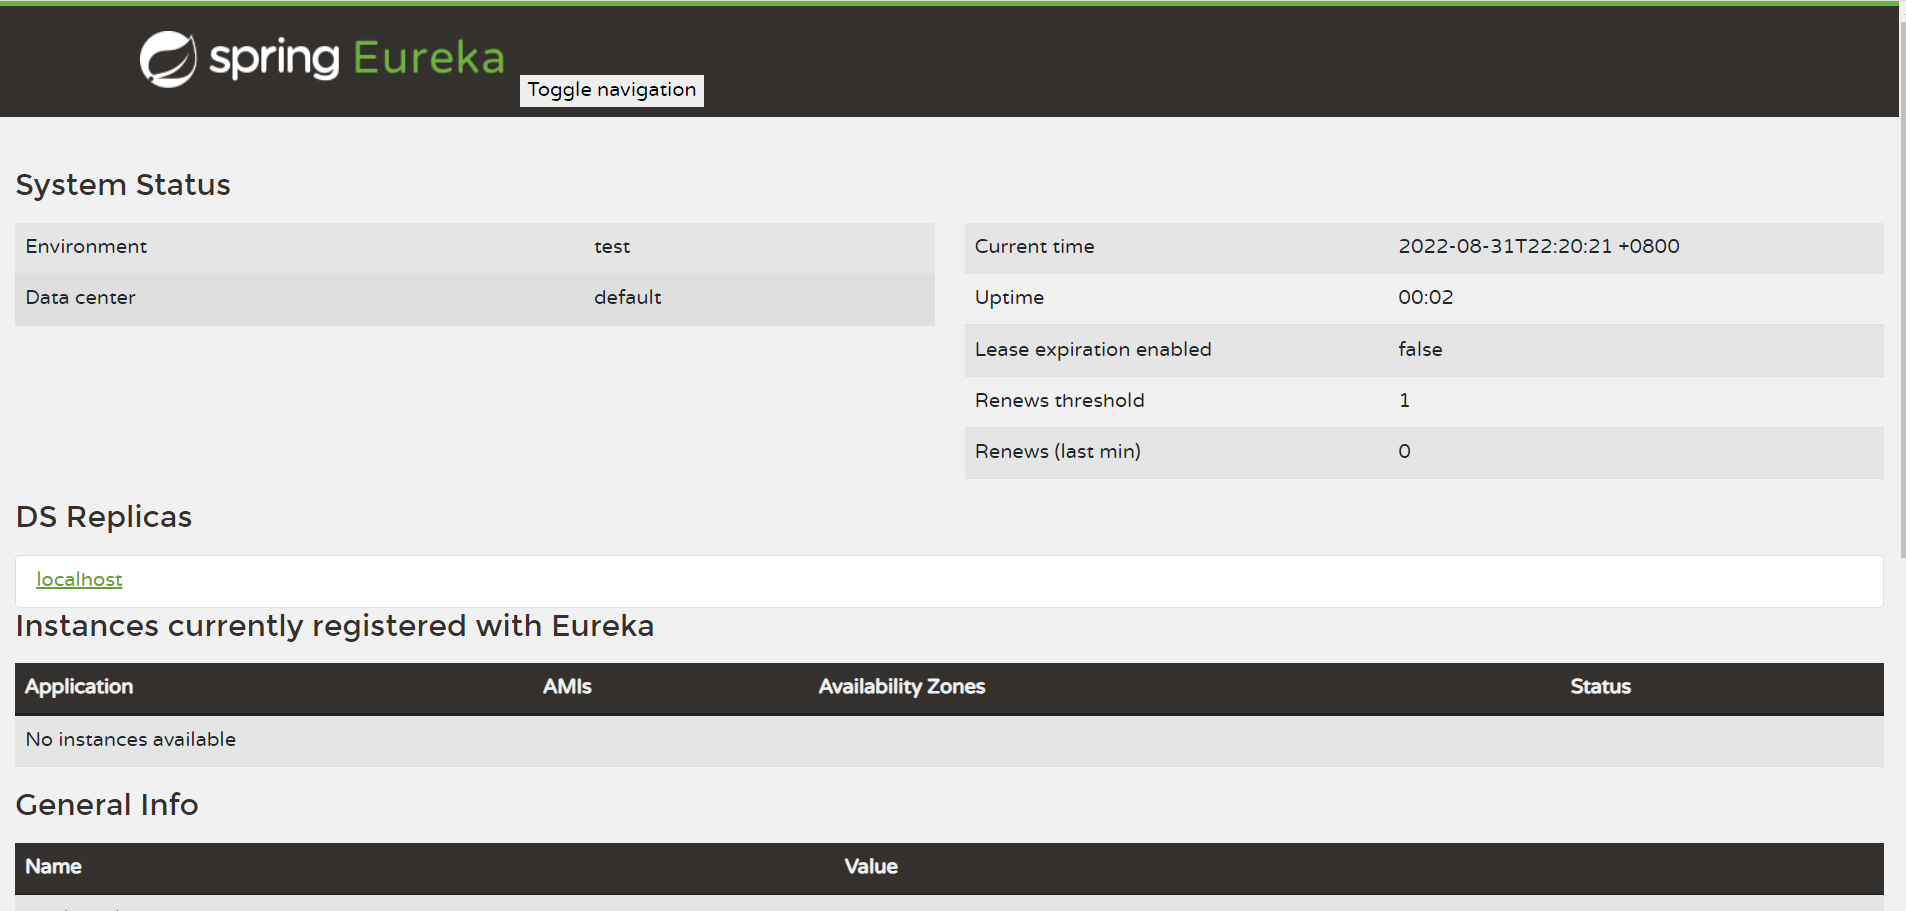 spring Eureka
Toggle navigation
System Status
Environment test
Data center default
Current time 2022-08-31T22:20:21 +0800
Uptime 00:02
Lease expiration enabled false
Renews threshold 1
Renews (last min) 0
DS Replicas
localhost
Instances currently registered with Eureka
Application AMIs Availability Zones Status
No instances available
General Info
Name Value